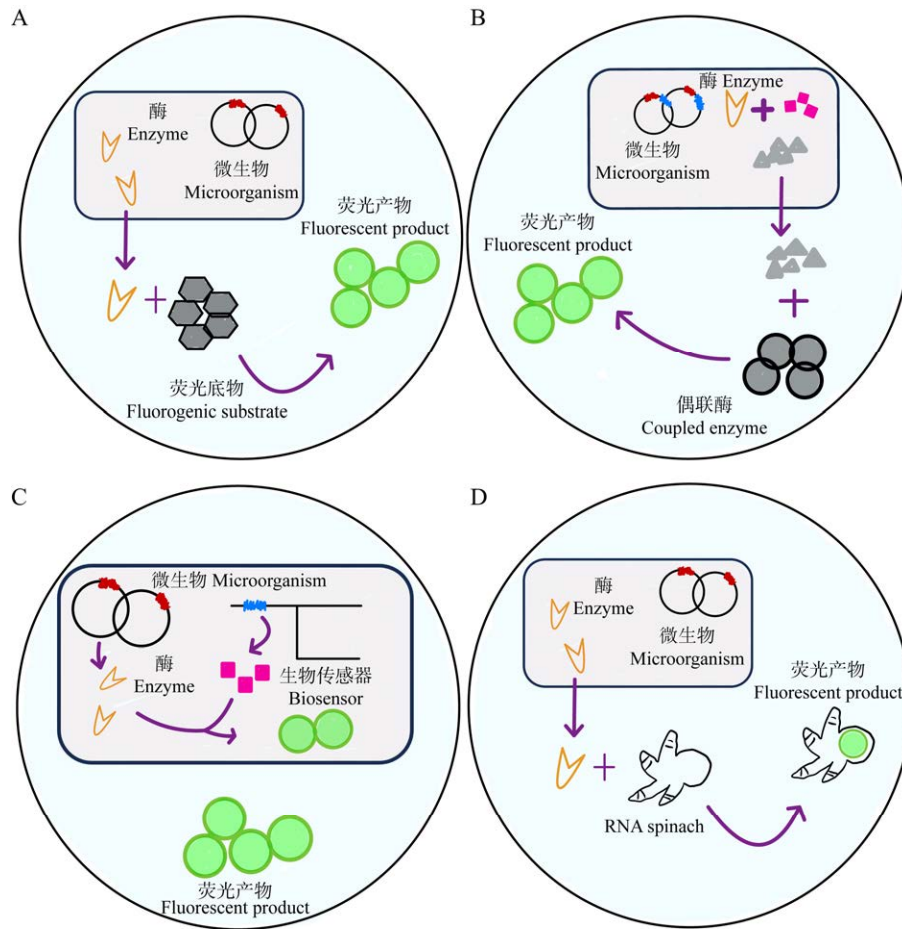 A
酶
Enzyme
微生物
Microorganism
荧光产物
Fluorescent product
荧光底物
Fluorogenic substrate
B
酶 Enzyme
微生物
Microorganism
荧光产物
Fluorescent product
偶联酶
Coupled enzyme
C
微生物 Microorganism
酶
Enzyme
生物传感器
Biosensor
荧光产物
Fluorescent product
D
酶
Enzyme
微生物
Microorganism
荧光产物
Fluorescent product
RNA spinach